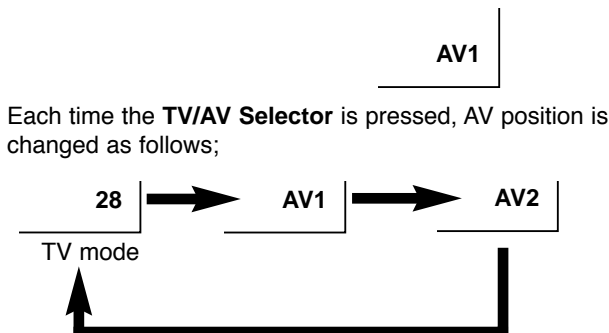 AV1
Each time the TV/AV Selector is pressed, AV position is
changed as follows;
28 AV1 AV2
TV mode